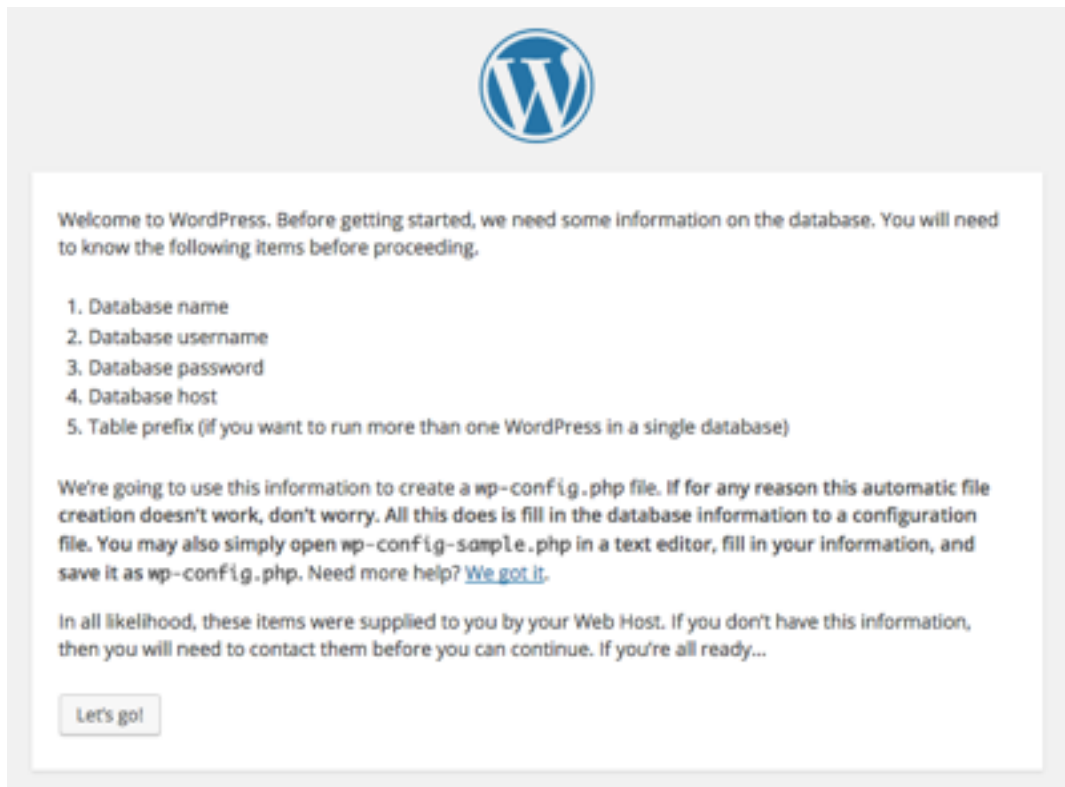 Welcome to WordPress. Before getting started, we need some information on the database. You will need
to know the following items before proceeding.
1. Database name
2. Database username
3. Database password
4. Database host
5. Table prefix (if you want to run more than one WordPress in a single database)
We're going to use this information to create a wp-config.php file. If for any reason this automatic file
creation doesn't work, don't worry. All this does is fill in the database information to a configuration
file. You may also simply open wp-config-sample.php in a text editor, fill in your information, and
save it as wp-config.php. Need more help? We got it.
In all likelihood, these items were supplied to you by your Web Host. If you don't have this information,
then you will need to contact them before you can continue. If you're all ready...
Let's go!